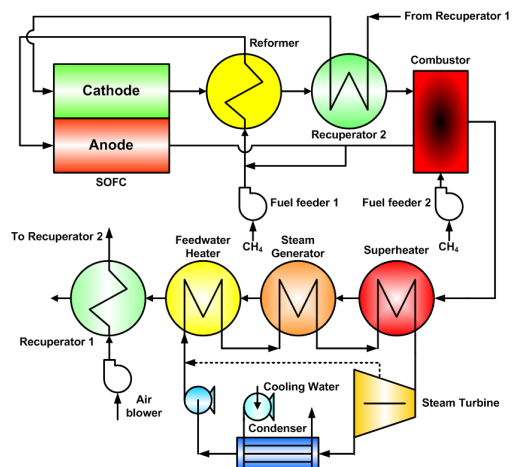 From Recuperator 1
Reformer
Combustor
Cathode
Anode
Recuperator 2
SOFC
Fuel feeder 1
Fuel feeder 2
CH4
CH4
To Recuperator 2
Feedwater
Heater
Steam
Generator
Superheater
Recuperator 1
Air
blower
Cooling Water
Condenser
Steam Turbine